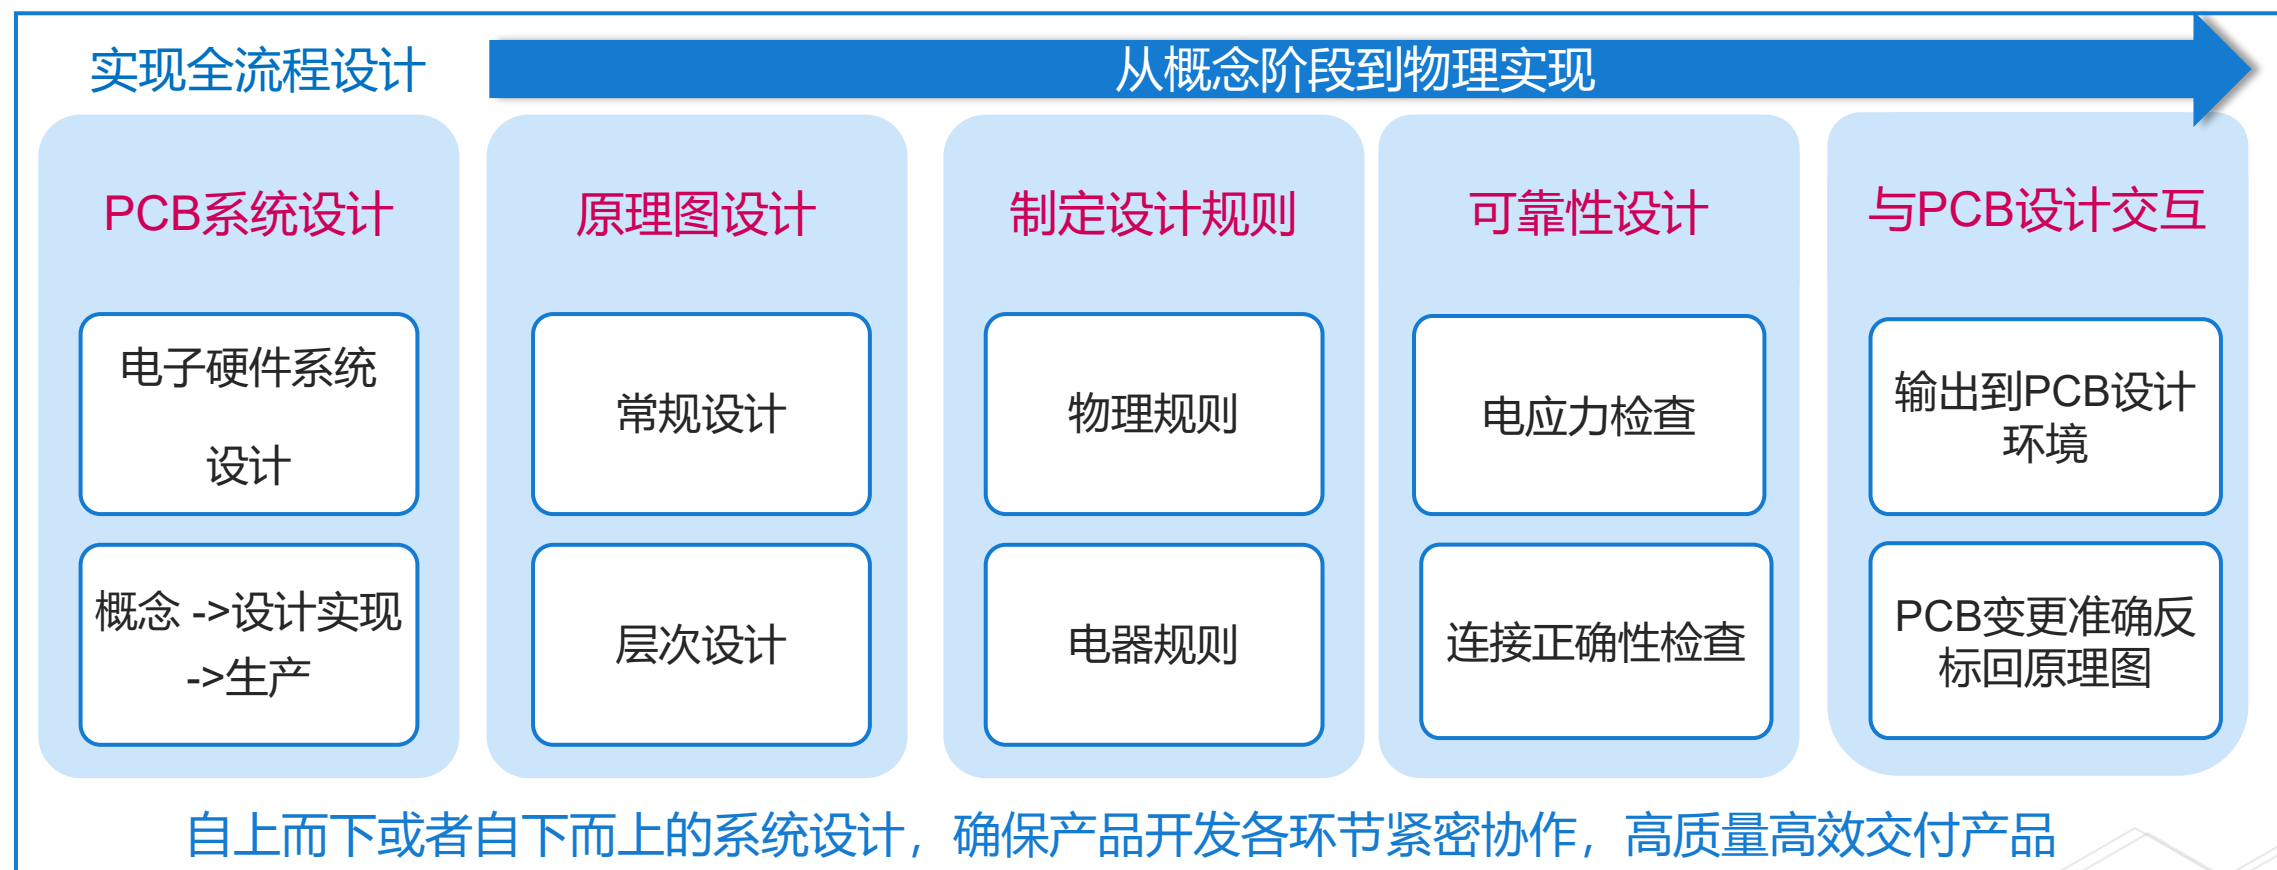 实现全流程设计
从概念阶段到物理实现
PCB系统设计
电子硬件系统
设计
概念 ->设计实现
->生产
原理图设计
常规设计
层次设计
制定设计规则
物理规则
电器规则
可靠性设计
电应力检查
连接正确性检查
与PCB设计交互
输出到PCB设计
环境
PCB变更准确反
标回原理图
自上而下或者自下而上的系统设计，确保产品开发各环节紧密协作，高质量高效交付产品